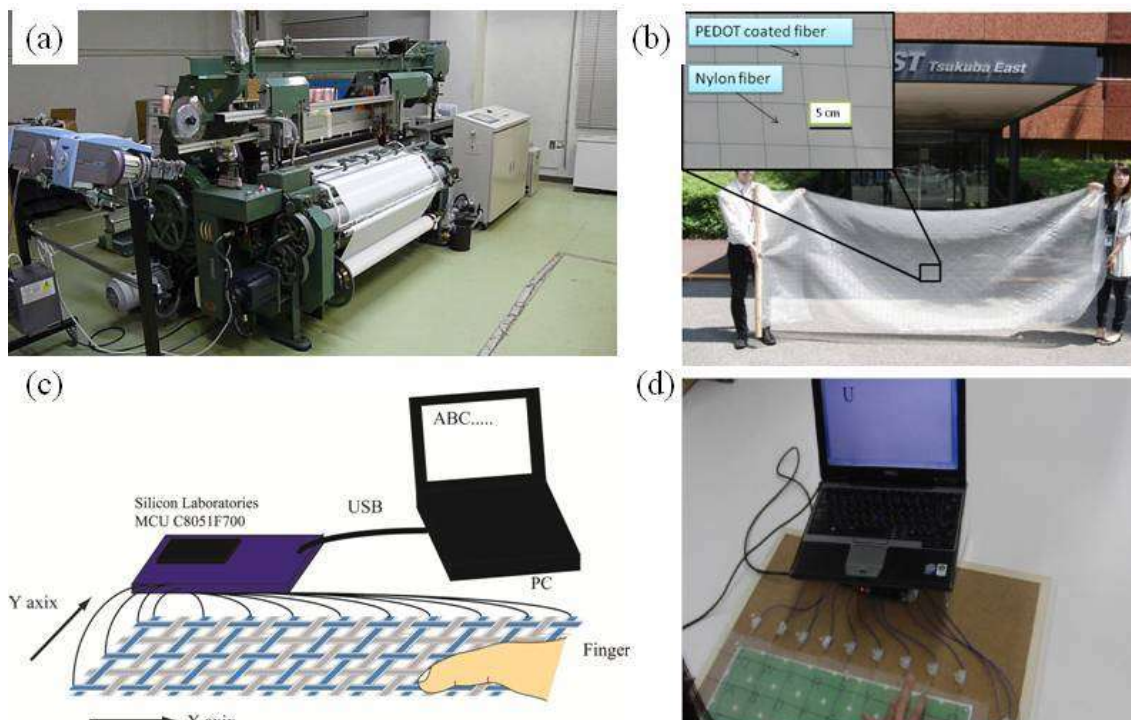 (a)
(b)
PEDOT coated fiber
Nylon fiber
5 cm
ST Tsukuba East
(c)
ABC.....
Silicon Laboratories
MCU C8051F700
USB
PC
Y axix
Finger
X axix
(d)
U